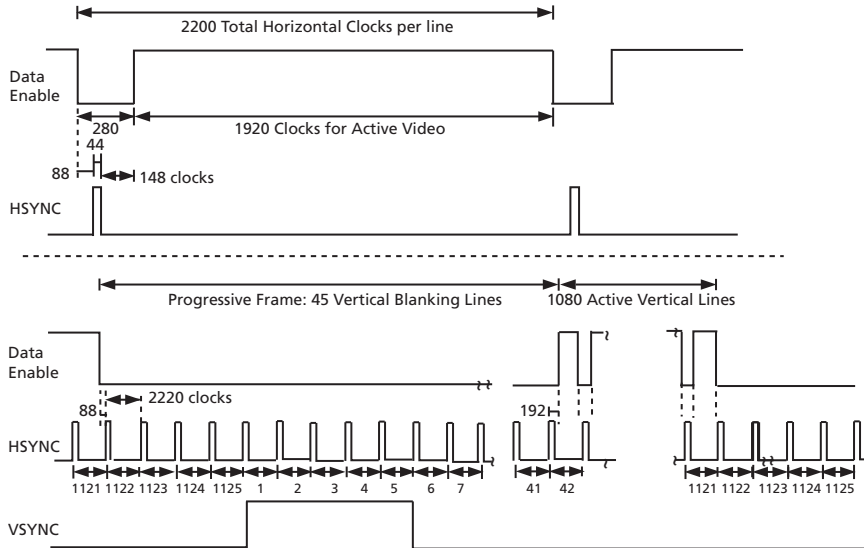 2200 Total Horizontal Clocks per line
Data
Enable
280
1920 Clocks for Active Video
44
88
148 clocks
HSYNC
Progressive Frame: 45 Vertical Blanking Lines
1080 Active Vertical Lines
Data
Enable
2220 clocks
88
192
HSYNC
1121 1122 1123 1124 1125 1 2 3 4 5 6 7 41 42 1121 1122 1123 1124 1125
VSYNC